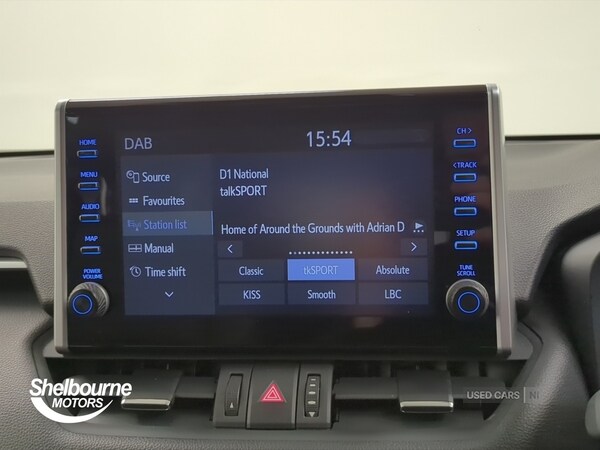 DAB
15:54
HOME
MENU
AUDIO
MAP
POWER
VOLUME
Source
Favourites
Station list
Manual
Time shift
D1 National
talkSPORT
Home of Around the Grounds with Adrian D
Classic
tkSPORT
Absolute
KISS
Smooth
LBC
CH >
< TRACK
PHONE
SETUP
TUNE
SCROLL
Shelbourne
MOTORS
USED CARS NI